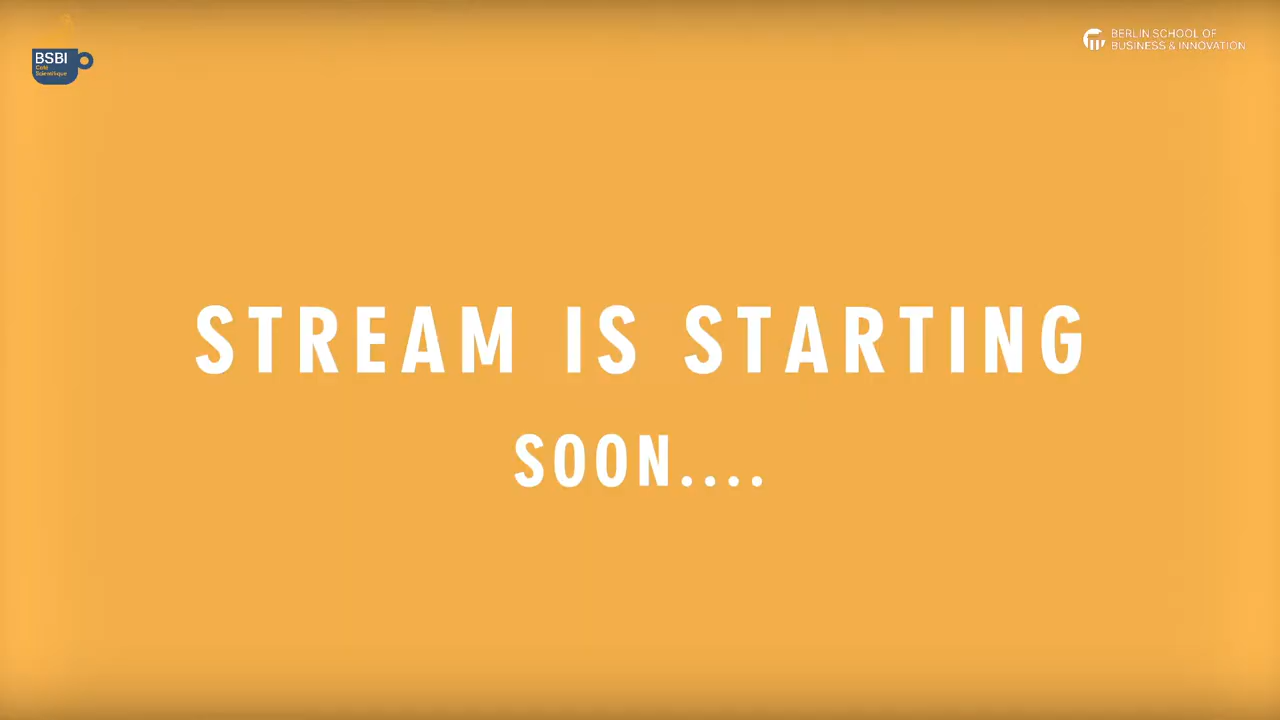 BSBI
Café
Scientifique
BERLIN SCHOOL OF
BUSINESS & INNOVATION
STREAM IS STARTING
SOON....